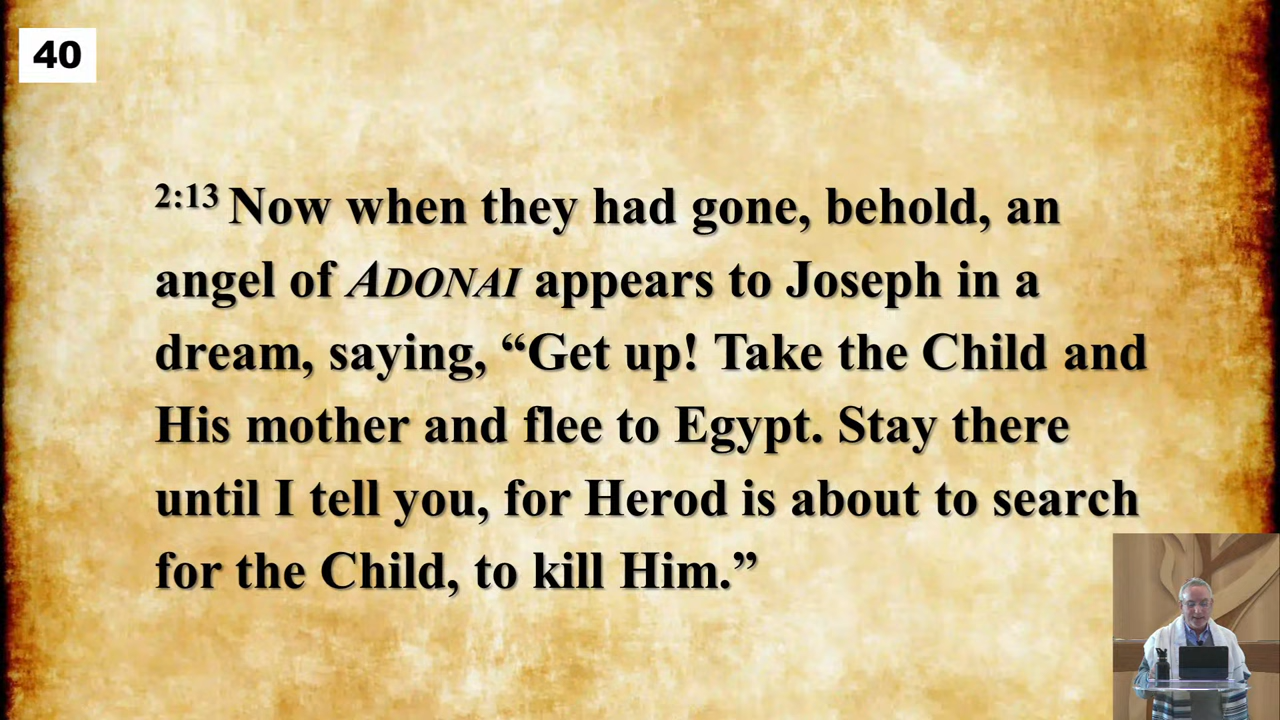 40
2:13 Now when they had gone, behold, an
angel of ADONAI appears to Joseph in a
dream, saying, “Get up! Take the Child and
His mother and flee to Egypt. Stay there
until I tell you, for Herod is about to search
for the Child, to kill Him.”